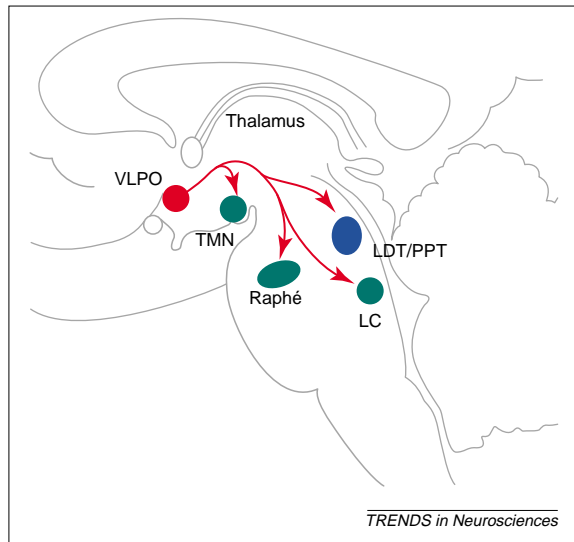 Thalamus
VLPO
TMN
LDT/PPT
Raphé
LC
TRENDS in Neurosciences